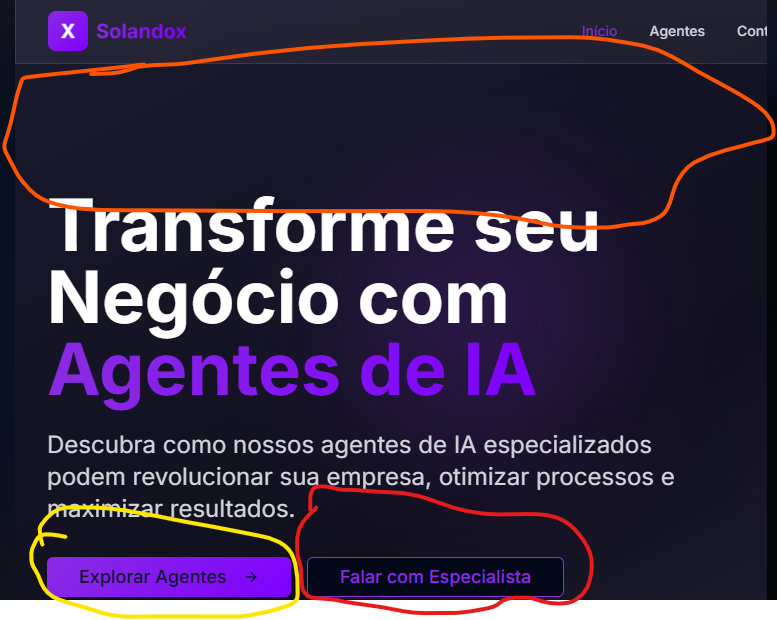 X Solandox Início Agentes Cont
Transforme seu
Negócio com
Agentes de IA
Descubra como nossos agentes de IA especializados
podem revolucionar sua empresa, otimizar processos e
maximizar resultados.
Explorar Agentes → Falar com Especialista